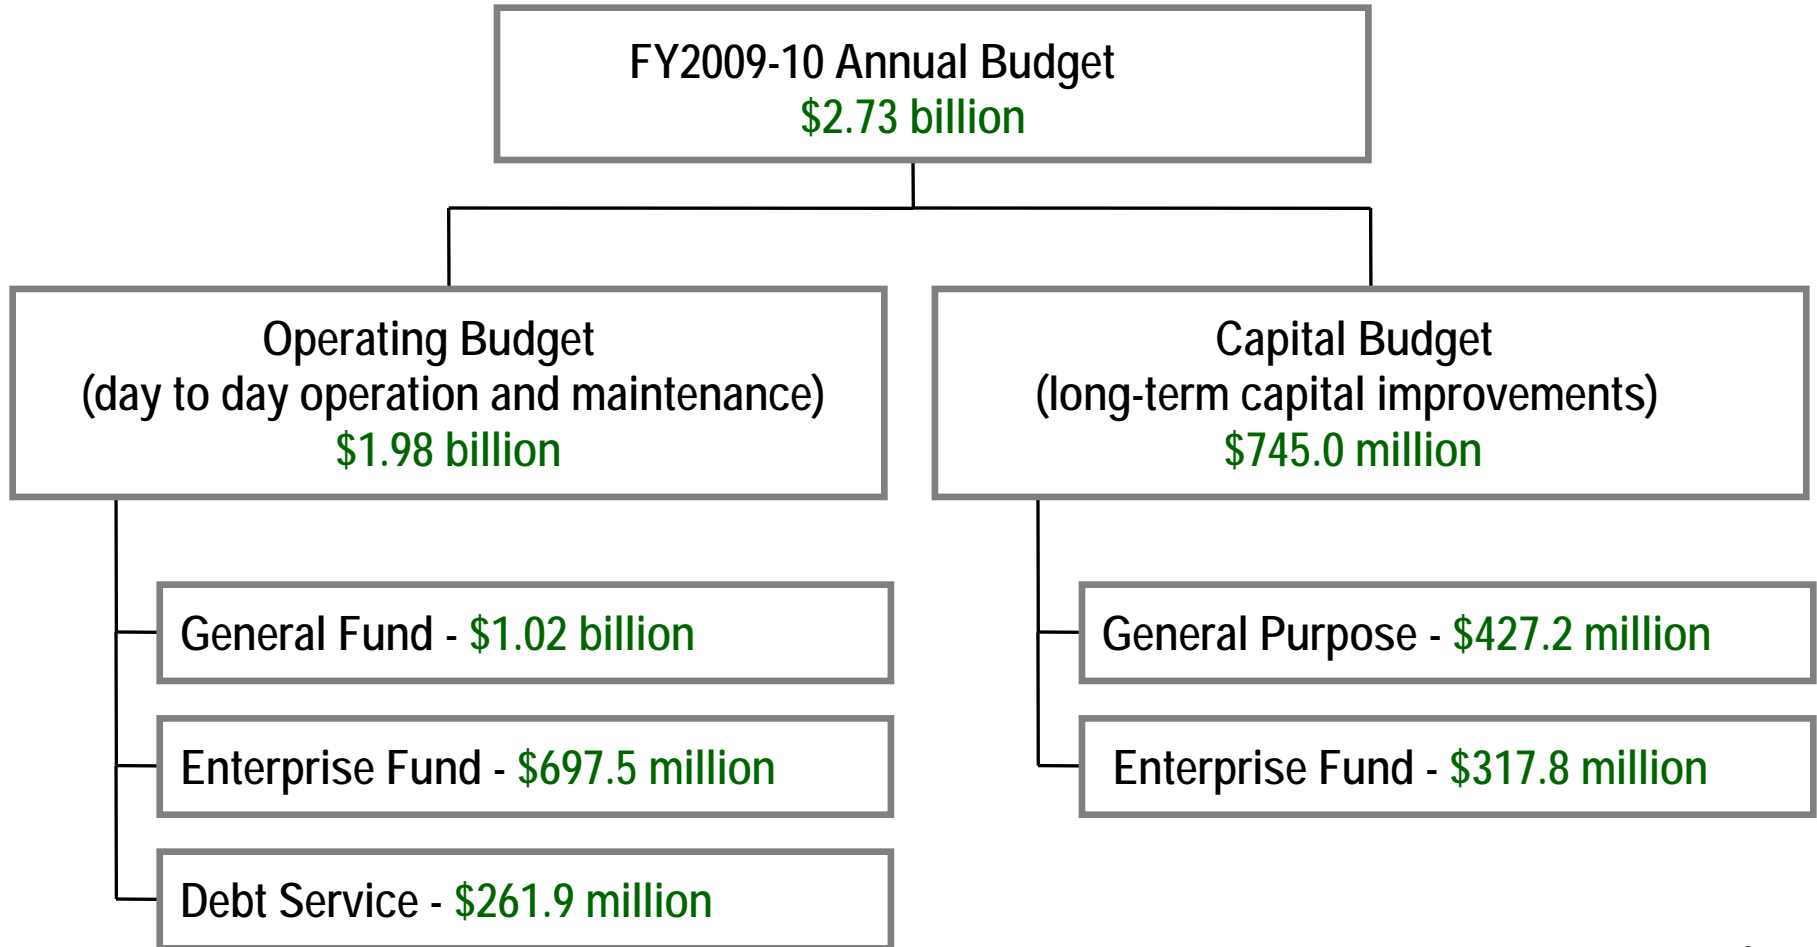 FY2009-10 Annual Budget
$2.73 billion
Operating Budget
(day to day operation and maintenance)
$1.98 billion
Capital Budget
(long-term capital improvements)
$745.0 million
General Fund - $1.02 billion
Enterprise Fund - $697.5 million
Debt Service - $261.9 million
General Purpose - $427.2 million
Enterprise Fund - $317.8 million